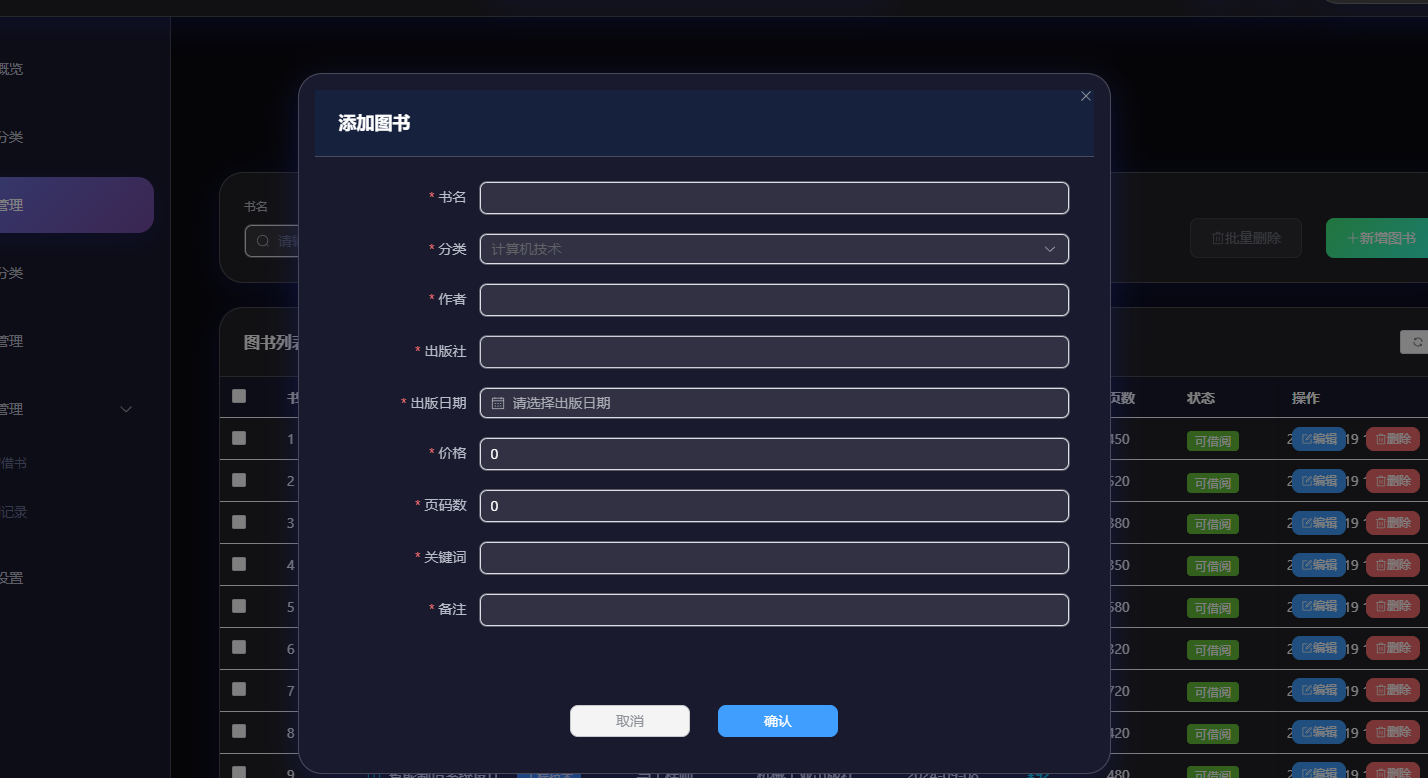 概览
分类
管理
分类
管理
管理
借书
记录
设置
书名
批量删除
+新增图书
图书列表
页数 状态 操作
1 450 可借阅 编辑 19 删除
2 520 可借阅 编辑 19 删除
3 380 可借阅 编辑 19 删除
4 350 可借阅 编辑 19 删除
5 580 可借阅 编辑 19 删除
6 320 可借阅 编辑 19 删除
7 720 可借阅 编辑 19 删除
8 420 可借阅 编辑 19 删除
9 480 可借阅 编辑 19 删除
添加图书
* 书名
* 分类 计算机技术
* 作者
* 出版社
* 出版日期 请选择出版日期
* 价格 0
* 页码数 0
* 关键词
* 备注
取消 确认